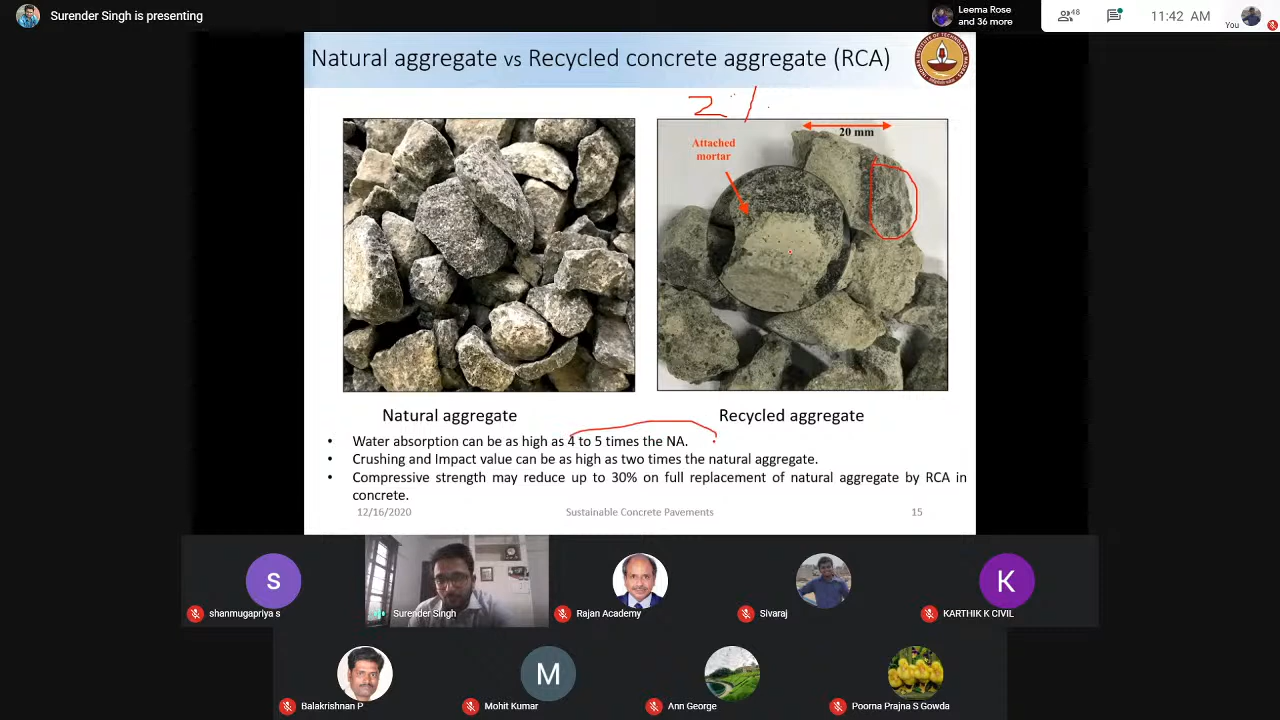 Surender Singh is presenting
Leema Rose
and 36 more
48
11:42 AM
You
Natural aggregate vs Recycled concrete aggregate (RCA)
2%
20 mm
Attached
mortar
Natural aggregate
Recycled aggregate
• Water absorption can be as high as 4 to 5 times the NA.
• Crushing and Impact value can be as high as two times the natural aggregate.
• Compressive strength may reduce up to 30% on full replacement of natural aggregate by RCA in
concrete.
12/16/2020
Sustainable Concrete Pavements
15
s
K
shanmugapriya s
Surender Singh
Rajan Academy
Sivaraj
KARTHIK K CIVIL
M
Balakrishnan P
Mohit Kumar
Ann George
Poorna Prajna S Gowda